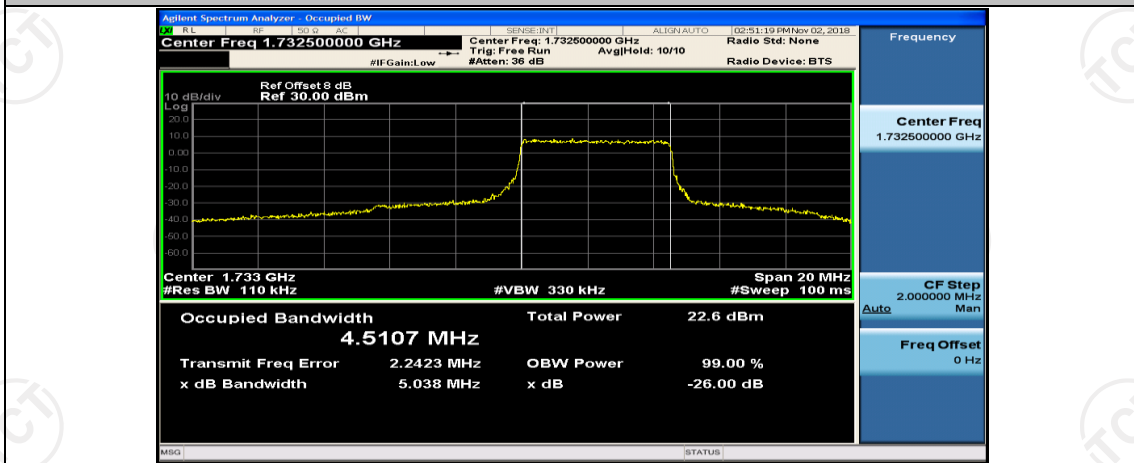 Agilent Spectrum Analyzer - Occupied BW
LXI RL RF 50 Ω AC SENSE:INT ALIGN AUTO 02:51:19 PM Nov 02, 2018
Center Freq 1.732500000 GHz
Center Freq: 1.732500000 GHz Radio Std: None
Trig: Free Run Avg|Hold: 10/10
#IFGain:Low #Atten: 36 dB Radio Device: BTS
Frequency
Ref Offset 8 dB
10 dB/div Ref 30.00 dBm
Log
20.0
10.0
0.00
-10.0
-20.0
-30.0
-40.0
-50.0
-60.0
Center 1.733 GHz Span 20 MHz
#Res BW 110 kHz #VBW 330 kHz #Sweep 100 ms
Center Freq
1.732500000 GHz
CF Step
2.000000 MHz
Auto Man
Freq Offset
0 Hz
Occupied Bandwidth Total Power 22.6 dBm
4.5107 MHz
Transmit Freq Error 2.2423 MHz OBW Power 99.00 %
x dB Bandwidth 5.038 MHz x dB -26.00 dB
MSG STATUS
TCT
TCT